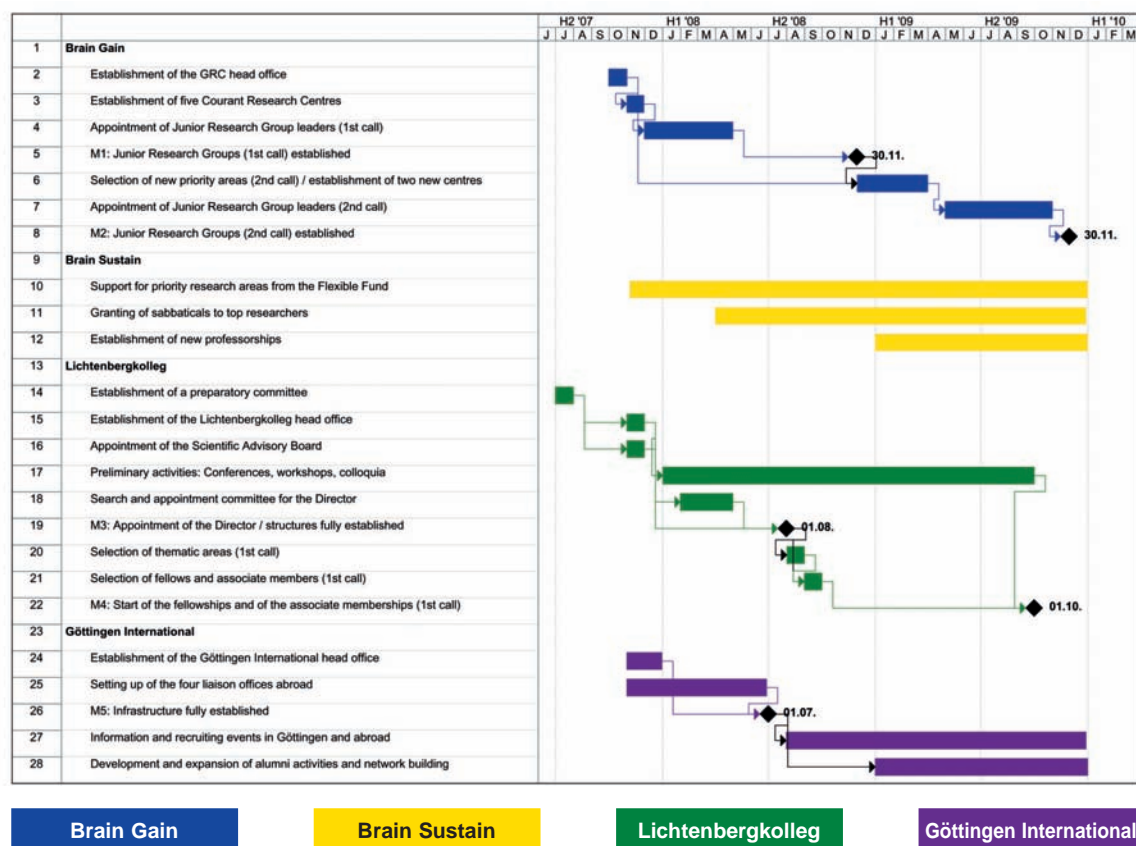 H2 '07 H1 '08 H2 '08 H1 '09 H2 '09 H1 '10
J J A S O N D J F M A M J J A S O N D J F M A M J J A S O N D J F M
1 Brain Gain
2 Establishment of the GRC head office
3 Establishment of five Courant Research Centres
4 Appointment of Junior Research Group leaders (1st call)
5 M1: Junior Research Groups (1st call) established 30.11.
6 Selection of new priority areas (2nd call) / establishment of two new centres
7 Appointment of Junior Research Group leaders (2nd call)
8 M2: Junior Research Groups (2nd call) established 30.11.
9 Brain Sustain
10 Support for priority research areas from the Flexible Fund
11 Granting of sabbaticals to top researchers
12 Establishment of new professorships
13 Lichtenbergkolleg
14 Establishment of a preparatory committee
15 Establishment of the Lichtenbergkolleg head office
16 Appointment of the Scientific Advisory Board
17 Preliminary activities: Conferences, workshops, colloquia
18 Search and appointment committee for the Director
19 M3: Appointment of the Director / structures fully established 01.08.
20 Selection of thematic areas (1st call)
21 Selection of fellows and associate members (1st call)
22 M4: Start of the fellowships and of the associate memberships (1st call) 01.10.
23 Göttingen International
24 Establishment of the Göttingen International head office
25 Setting up of the four liaison offices abroad
26 M5: Infrastructure fully established 01.07.
27 Information and recruiting events in Göttingen and abroad
28 Development and expansion of alumni activities and network building
Brain Gain Brain Sustain Lichtenbergkolleg Göttingen International